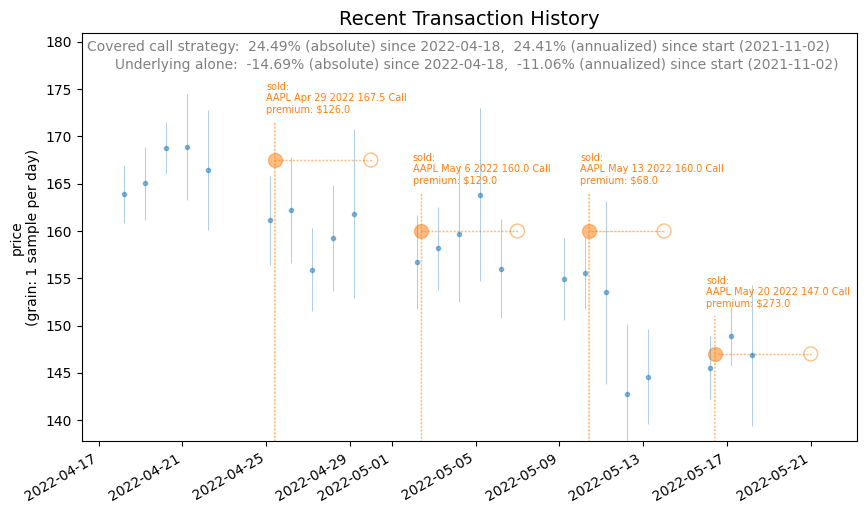 Recent Transaction History
Covered call strategy:  24.49% (absolute) since 2022-04-18,  24.41% (annualized) since start (2021-11-02)
Underlying alone:  -14.69% (absolute) since 2022-04-18,  -11.06% (annualized) since start (2021-11-02)
price
(grain: 1 sample per day)
180
175
170
165
160
155
150
145
140
sold:
AAPL Apr 29 2022 167.5 Call
premium: $126.0
sold:
AAPL May 6 2022 160.0 Call
premium: $129.0
sold:
AAPL May 13 2022 160.0 Call
premium: $68.0
sold:
AAPL May 20 2022 147.0 Call
premium: $273.0
2022-04-17
2022-04-21
2022-04-25
2022-04-29
2022-05-01
2022-05-05
2022-05-09
2022-05-13
2022-05-17
2022-05-21